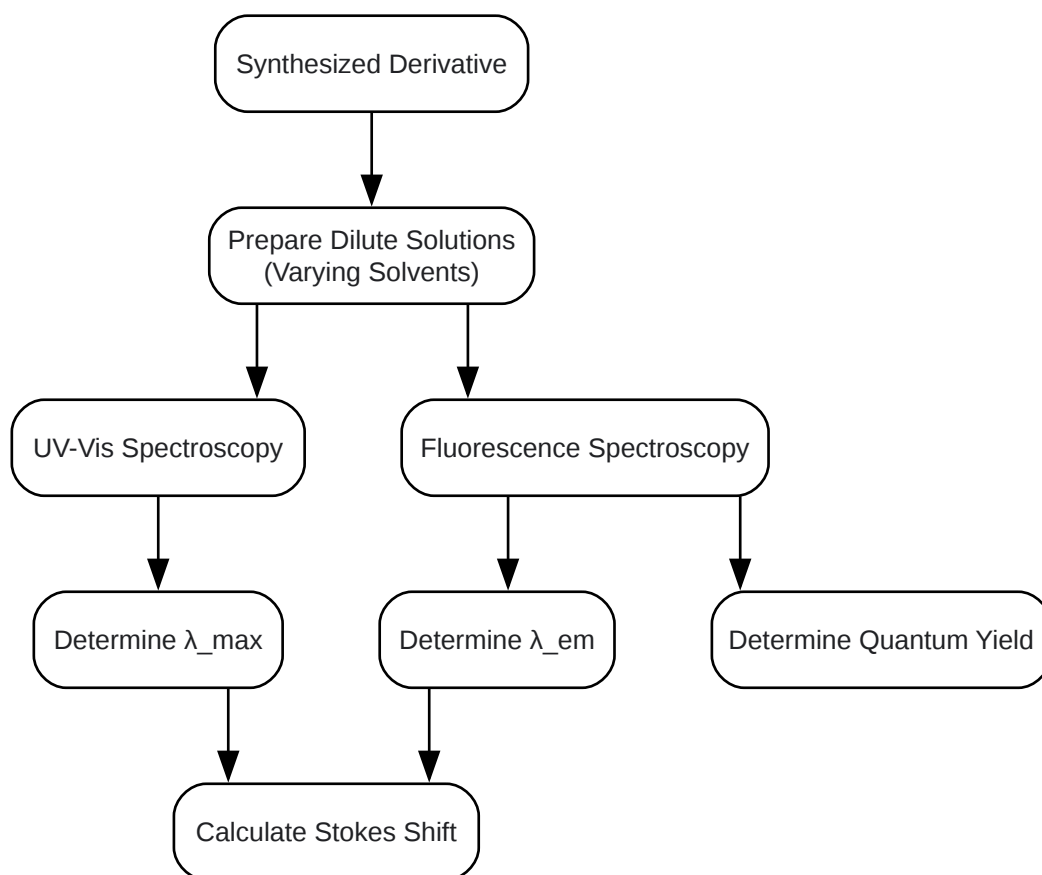 Synthesized Derivative
Prepare Dilute Solutions
(Varying Solvents)
UV-Vis Spectroscopy
Fluorescence Spectroscopy
Determine λ_max
Determine λ_em
Determine Quantum Yield
Calculate Stokes Shift